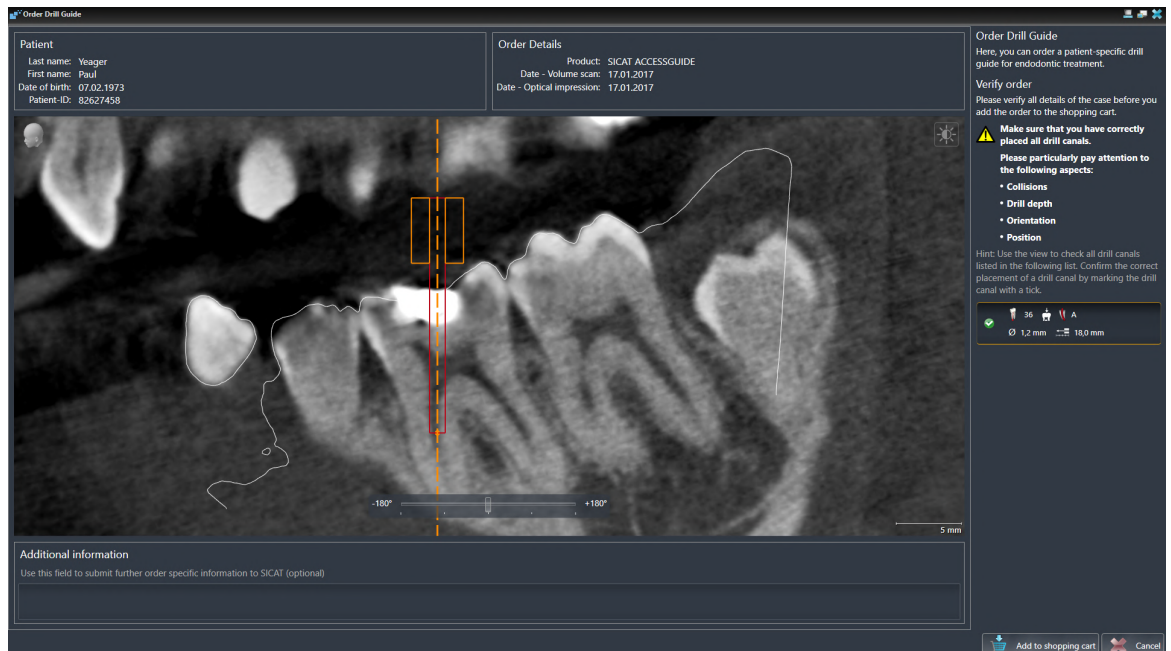 Order Drill Guide
Patient
Last name: Yeager
First name: Paul
Date of birth: 07.02.1973
Patient-ID: 82627458
Order Details
Product: SICAT ACCESSGUIDE
Date - Volume scan: 17.01.2017
Date - Optical impression: 17.01.2017
-180°
+180°
5 mm
Additional information
Use this field to submit further order specific information to SICAT (optional)
Order Drill Guide
Here, you can order a patient-specific drill
guide for endodontic treatment.
Verify order
Please verify all details of the case before you
add the order to the shopping cart.
Make sure that you have correctly
placed all drill canals.
Please particularly pay attention to
the following aspects:
• Collisions
• Drill depth
• Orientation
• Position
Hint: Use the view to check all drill canals
listed in the following list. Confirm the correct
placement of a drill canal by marking the drill
canal with a tick.
36 A
Ø 1,2 mm 18,0 mm
Add to shopping cart
Cancel